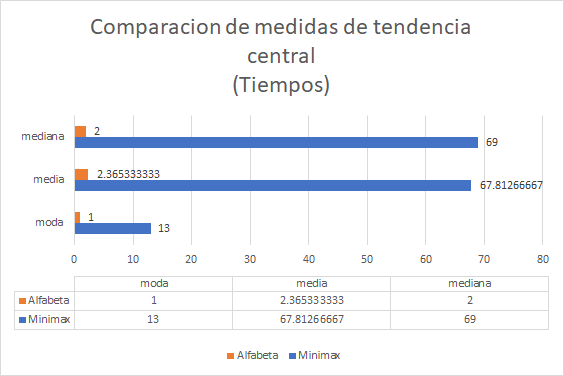 Comparacion de medidas de tendencia
central
(Tiempos)
mediana
2
69
media
2.365333333
67.81266667
moda
1
13
0 10 20 30 40 50 60 70 80
moda media mediana
Alfabeta 1 2.365333333 2
Minimax 13 67.81266667 69
Alfabeta Minimax